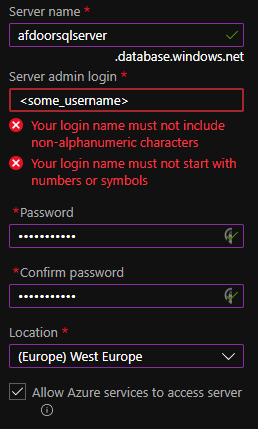 Server name *
afdoorsqlserver
.database.windows.net
Server admin login *
<some_username>
Your login name must not include
non-alphanumeric characters
Your login name must not start with
numbers or symbols
*Password
•••••••••••
*Confirm password
•••••••••••
Location *
(Europe) West Europe
Allow Azure services to access server